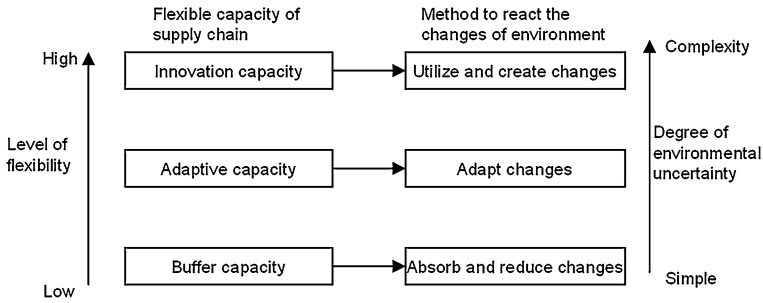 Flexible capacity of
supply chain
Method to react the
changes of environment
High
Innovation capacity
Utilize and create changes
Complexity
Level of
flexibility
Adaptive capacity
Adapt changes
Degree of
environmental
uncertainty
Low
Buffer capacity
Absorb and reduce changes
Simple